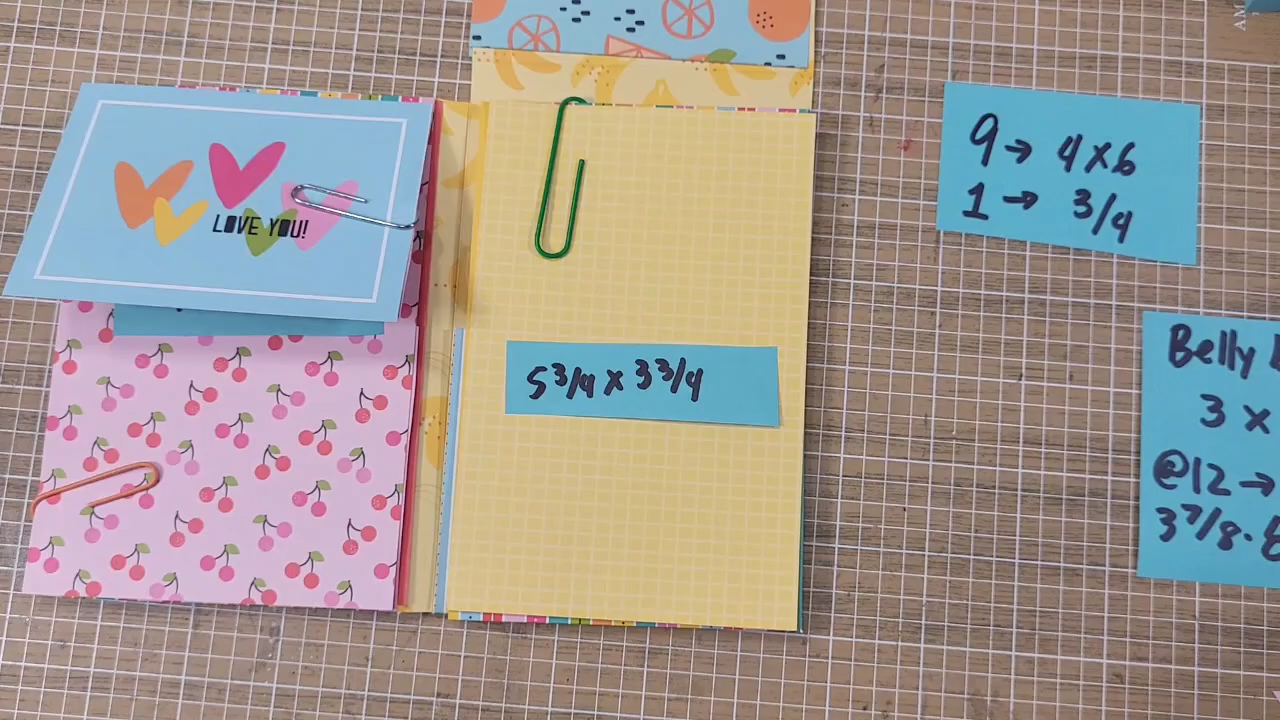 LOVE YOU!
5 3/4 x 3 3/4
9 → 4 x 6
1 → 3/4
Belly
3 x
@12 →
3 7/8 ·